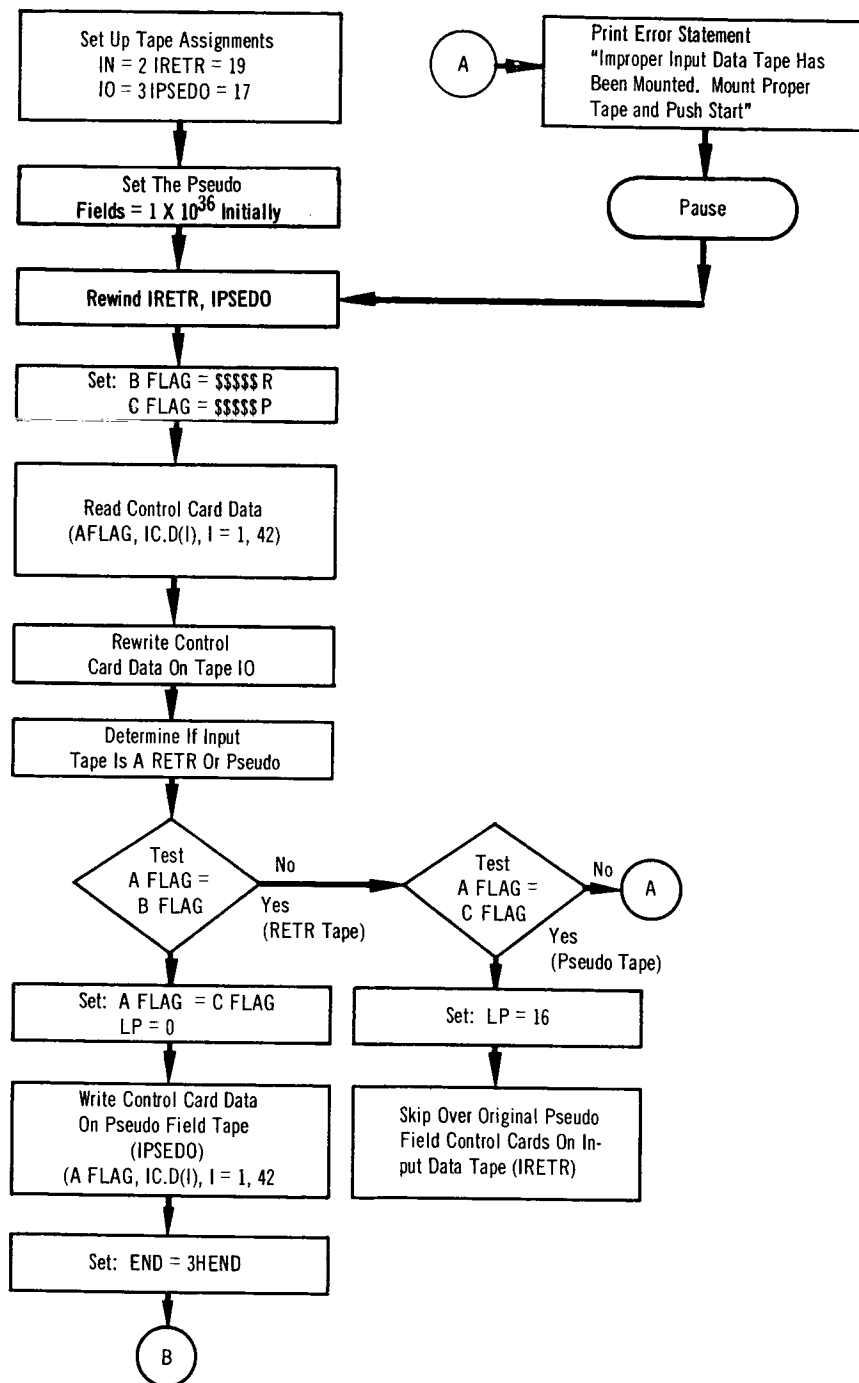 Set Up Tape Assignments
IN = 2 IRETR = 19
IO = 3 IPSEDO = 17
A
Print Error Statement
"Improper Input Data Tape Has
Been Mounted. Mount Proper
Tape and Push Start"
Set The Pseudo
Fields = 1 X 10^36 Initially
Pause
Rewind IRETR, IPSEDO
Set: B FLAG = $$$$$ R
C FLAG = $$$$$ P
Read Control Card Data
(AFLAG, IC.D(I), I = 1, 42)
Rewrite Control
Card Data On Tape IO
Determine If Input
Tape Is A RETR Or Pseudo
Test
A FLAG =
B FLAG
No
Yes
(RETR Tape)
Test
A FLAG =
C FLAG
No
A
Yes
(Pseudo Tape)
Set: A FLAG = C FLAG
LP = 0
Set: LP = 16
Write Control Card Data
On Pseudo Field Tape
(IPSEDO)
(A FLAG, IC.D(I), I = 1, 42
Skip Over Original Pseudo
Field Control Cards On In-
put Data Tape (IRETR)
Set: END = 3HEND
B